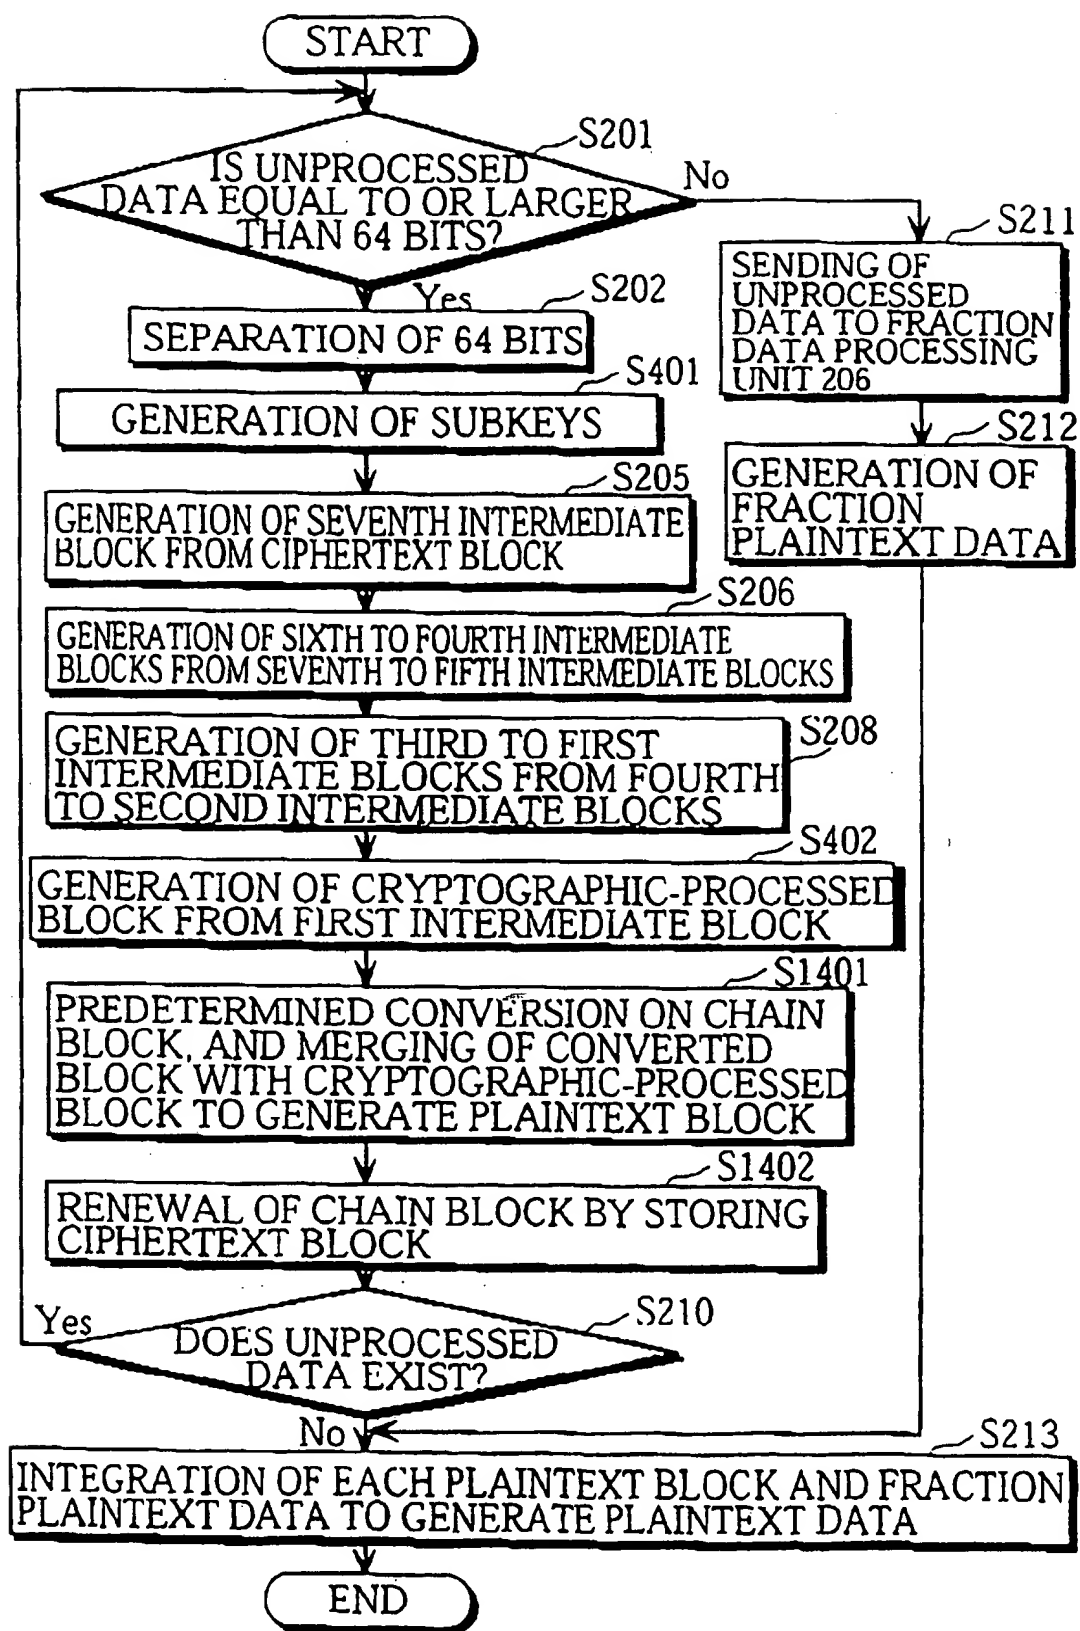 START
S201
IS UNPROCESSED
DATA EQUAL TO OR LARGER
THAN 64 BITS?
No
Yes
S211
SENDING OF
UNPROCESSED
DATA TO FRACTION
DATA PROCESSING
UNIT 206
S202
SEPARATION OF 64 BITS
S401
GENERATION OF SUBKEYS
S212
GENERATION OF
FRACTION
PLAINTEXT DATA
S205
GENERATION OF SEVENTH INTERMEDIATE
BLOCK FROM CIPHERTEXT BLOCK
S206
GENERATION OF SIXTH TO FOURTH INTERMEDIATE
BLOCKS FROM SEVENTH TO FIFTH INTERMEDIATE BLOCKS
S208
GENERATION OF THIRD TO FIRST
INTERMEDIATE BLOCKS FROM FOURTH
TO SECOND INTERMEDIATE BLOCKS
S402
GENERATION OF CRYPTOGRAPHIC-PROCESSED
BLOCK FROM FIRST INTERMEDIATE BLOCK
S1401
PREDETERMINED CONVERSION ON CHAIN
BLOCK, AND MERGING OF CONVERTED
BLOCK WITH CRYPTOGRAPHIC-PROCESSED
BLOCK TO GENERATE PLAINTEXT BLOCK
S1402
RENEWAL OF CHAIN BLOCK BY STORING
CIPHERTEXT BLOCK
S210
Yes
DOES UNPROCESSED
DATA EXIST?
No
S213
INTEGRATION OF EACH PLAINTEXT BLOCK AND FRACTION
PLAINTEXT DATA TO GENERATE PLAINTEXT DATA
END